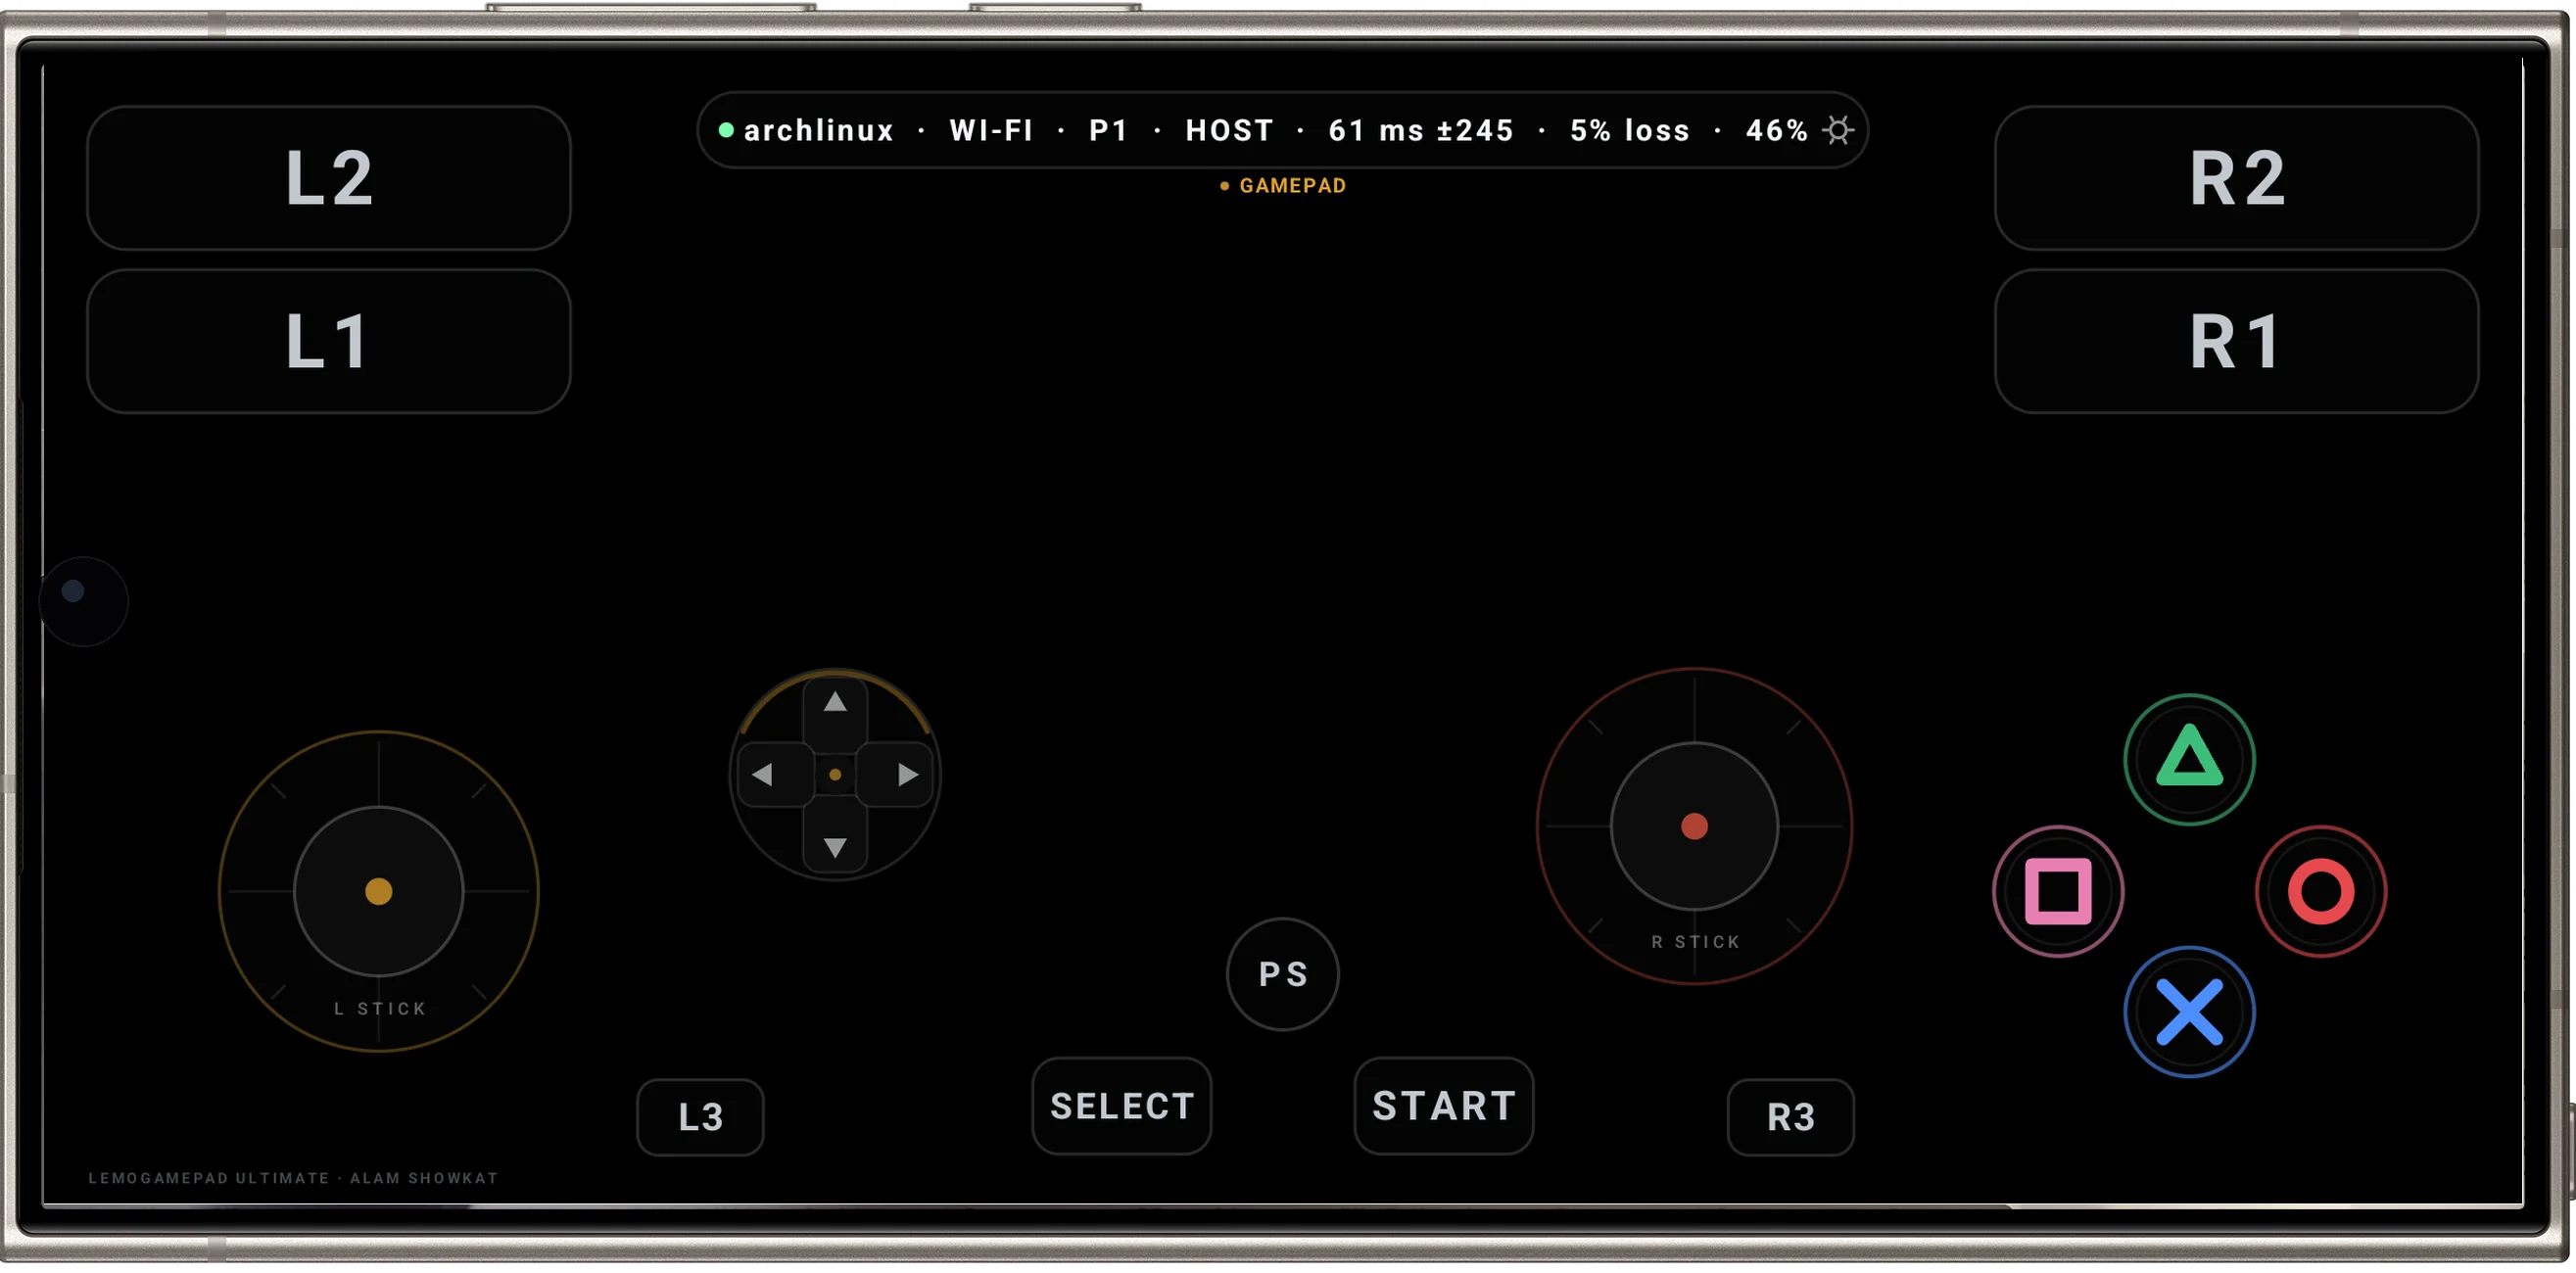 L2
archlinux · WI-FI · P1 · HOST · 61 ms ±245 · 5% loss · 46%
R2
GAMEPAD
L1
R1
L STICK
R STICK
PS
L3
SELECT
START
R3
LEMOGAMEPAD ULTIMATE · ALAM SHOWKAT